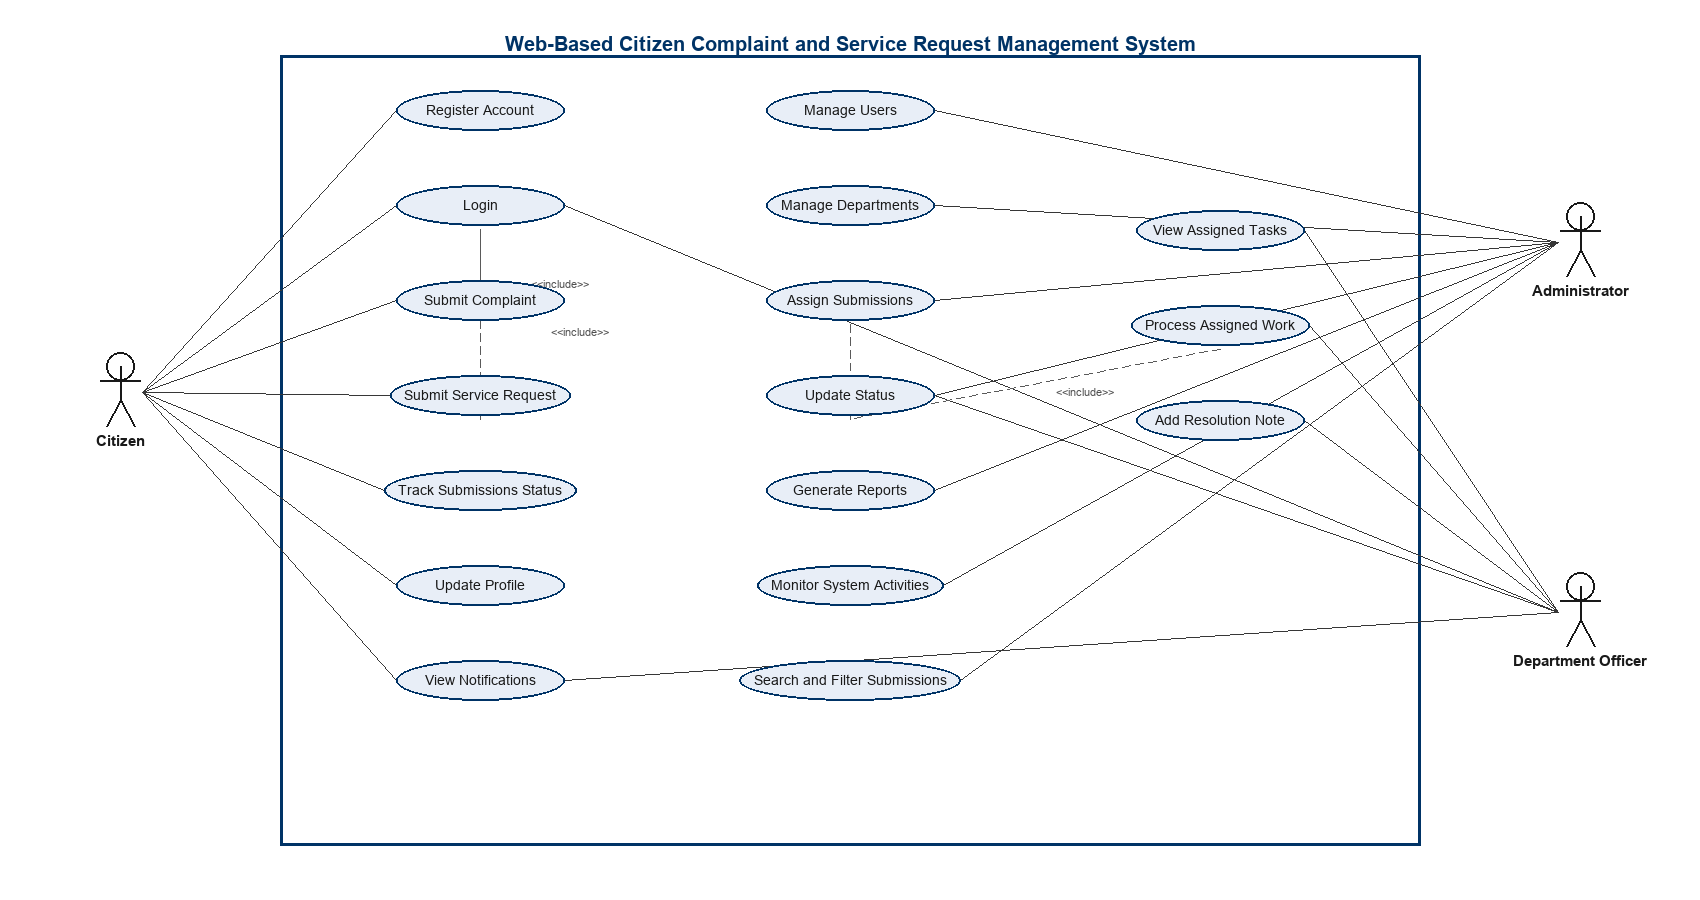 Web-Based Citizen Complaint and Service Request Management System
Register Account
Manage Users
Login
Manage Departments
View Assigned Tasks
<<include>>
Submit Complaint
Assign Submissions
Administrator
Process Assigned Work
<<include>>
Submit Service Request
Update Status
<<include>>
Add Resolution Note
Citizen
Track Submissions Status
Generate Reports
Update Profile
Monitor System Activities
Department Officer
View Notifications
Search and Filter Submissions